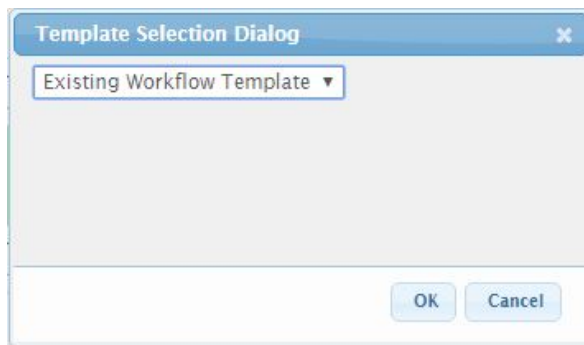 Template Selection Dialog
Existing Workflow Template
OK Cancel